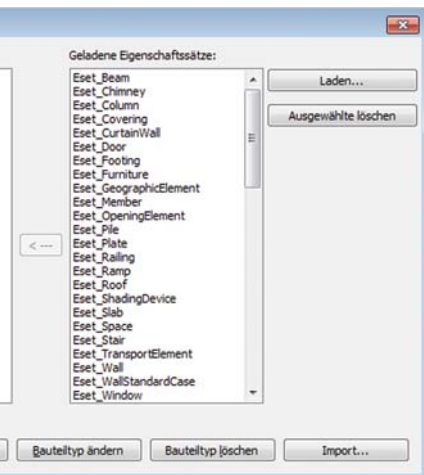 Geladene Eigenschaftssätze:
Eset_Beam
Eset_Chimney
Eset_Column
Eset_Covering
Eset_CurtainWall
Eset_Door
Eset_Footing
Eset_Furniture
Eset_GeographicElement
Eset_Member
Eset_OpeningElement
Eset_Pile
Eset_Plate
Eset_Railing
Eset_Ramp
Eset_Roof
Eset_ShadingDevice
Eset_Slab
Eset_Space
Eset_Stair
Eset_TransportElement
Eset_Wall
Eset_WallStandardCase
Eset_Window
Laden...
Ausgewählte löschen
< ---
Bauteiltyp ändern
Bauteiltyp löschen
Import...